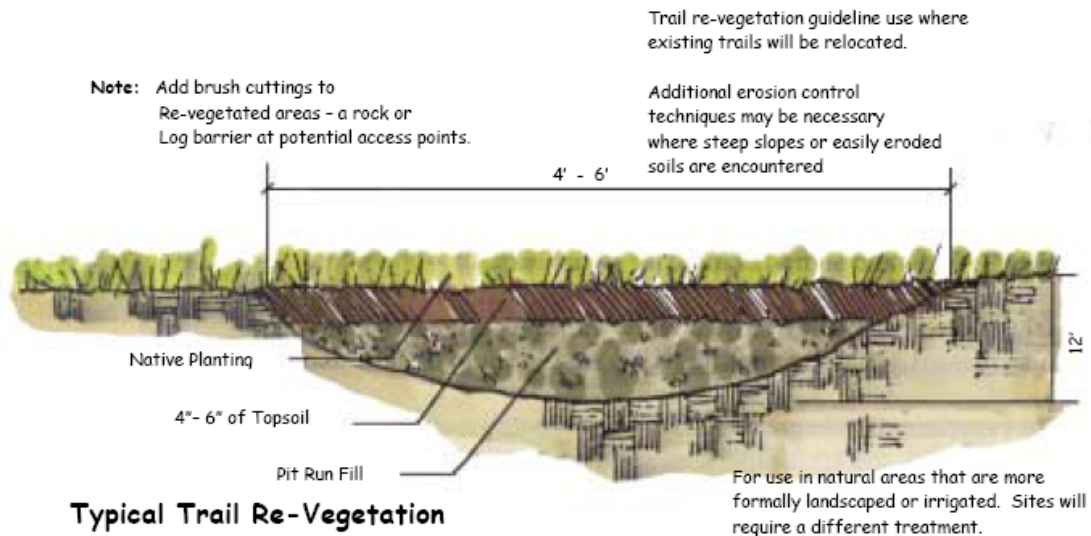 Trail re-vegetation guideline use where
existing trails will be relocated.
Note: Add brush cuttings to
Re-vegetated areas – a rock or
Log barrier at potential access points.
Additional erosion control
techniques may be necessary
where steep slopes or easily eroded
soils are encountered
4' - 6'
12'
Native Planting
4"- 6" of Topsoil
Pit Run Fill
For use in natural areas that are more
formally landscaped or irrigated. Sites will
require a different treatment.
Typical Trail Re-Vegetation